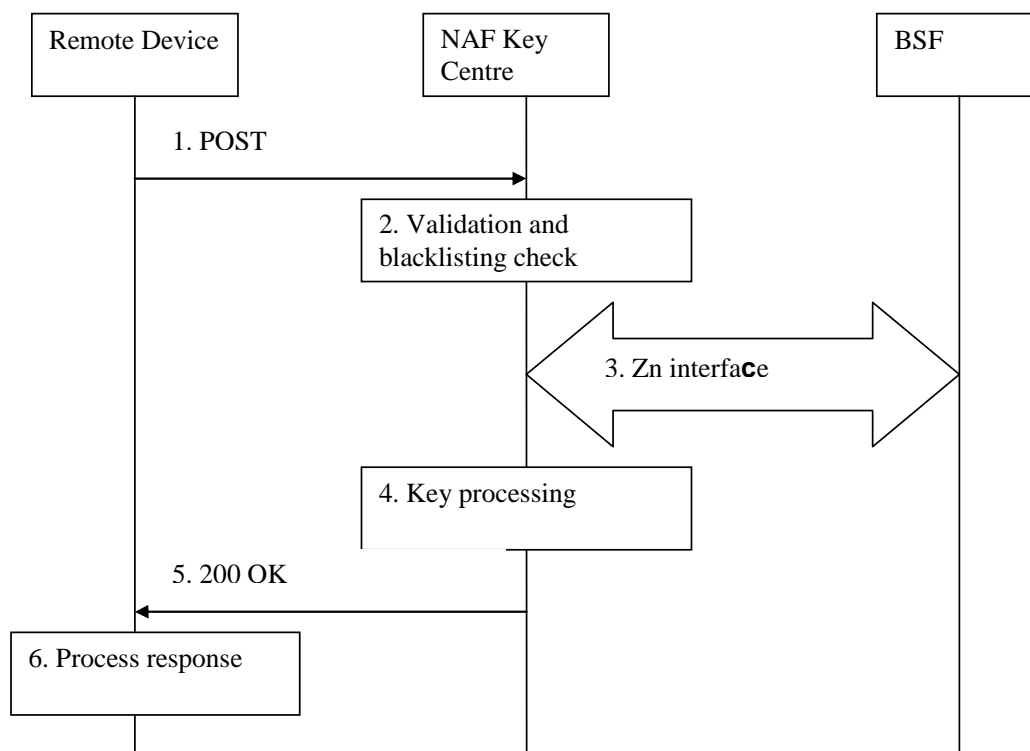 Remote Device
NAF Key
Centre
BSF
1. POST
2. Validation and
blacklisting check
3. Zn interface
4. Key processing
5. 200 OK
6. Process response